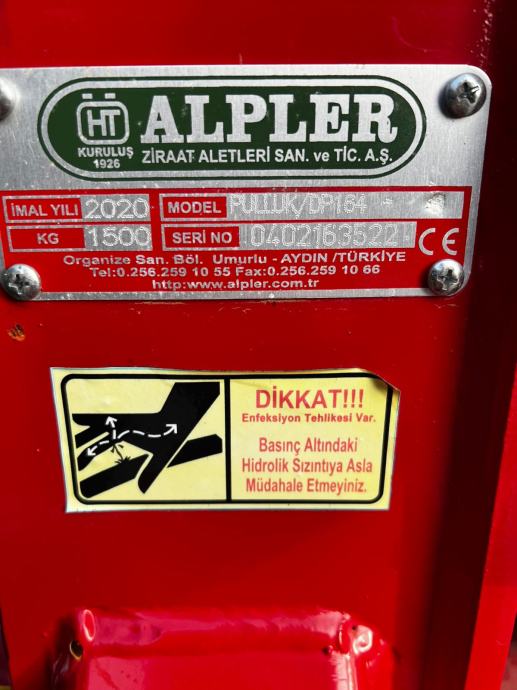 HT ALPLER
KURULUŞ
1926
ZİRAAT ALETLERİ SAN. ve TİC. A.Ş.
İMAL YILI 2020 MODEL PULLUK/DP164
KG 1500 SERI NO 0402163522 CE
Organize San. Böl. Umurlu - AYDIN /TÜRKİYE
Tel:0.256.259 10 55 Fax:0.256.259 10 66
http:www.alpler.com.tr
DİKKAT!!!
Enfeksiyon Tehlikesi Var.
Basınç Altındaki
Hidrolik Sızıntıya Asla
Müdahale Etmeyiniz.